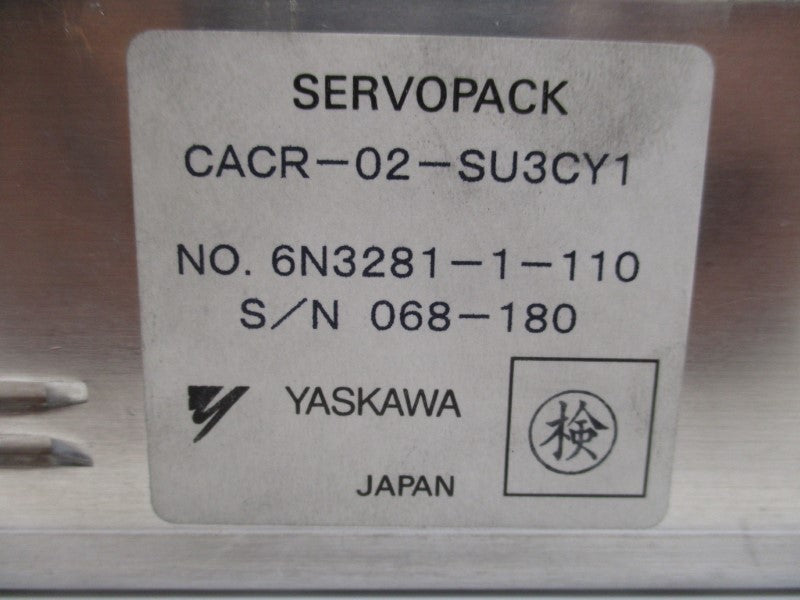 SERVOPACK
CACR-02-SU3CY1
NO. 6N3281-1-110
S/N 068-180
YASKAWA
JAPAN
検